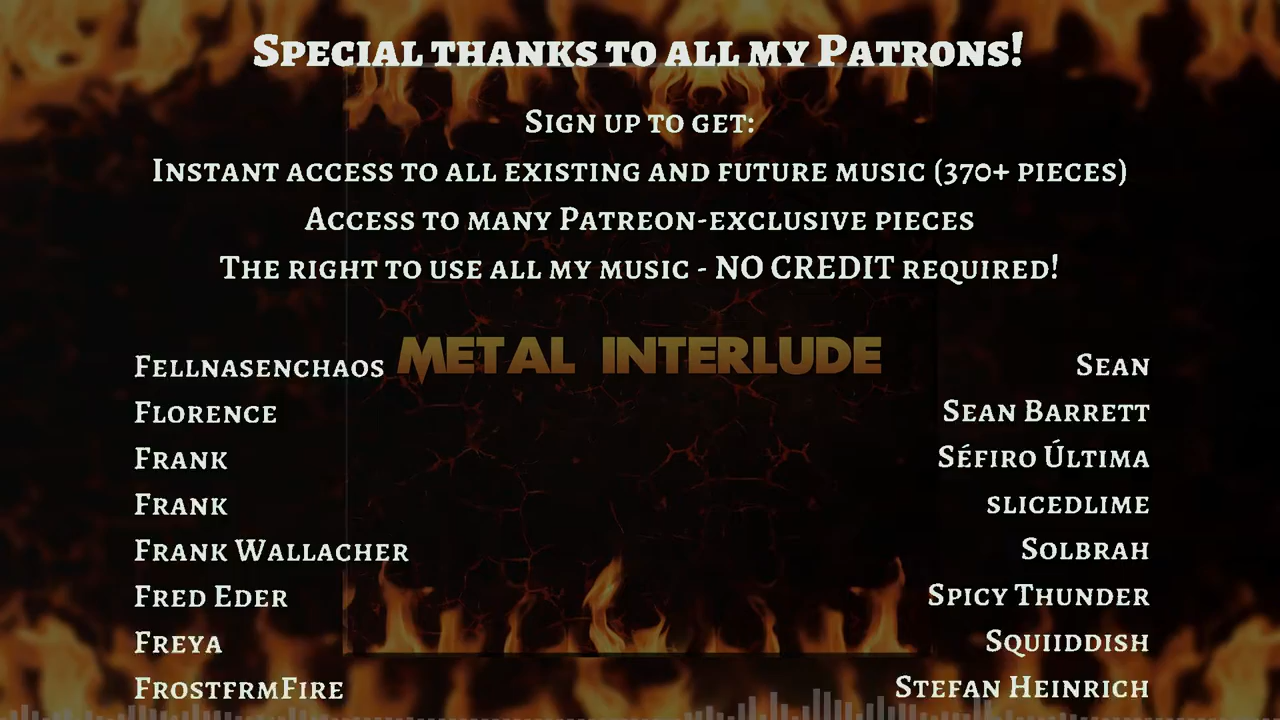 Special thanks to all my Patrons!
Sign up to get:
Instant access to all existing and future music (370+ pieces)
Access to many Patreon-exclusive pieces
The right to use all my music - NO CREDIT required!
METAL INTERLUDE
Fellnasenchaos
Florence
Frank
Frank
Frank Wallacher
Fred Eder
Freya
FrostfrmFire
Sean
Sean Barrett
Séfiro Última
slicedlime
Solbrah
Spicy Thunder
Squiiddish
Stefan Heinrich